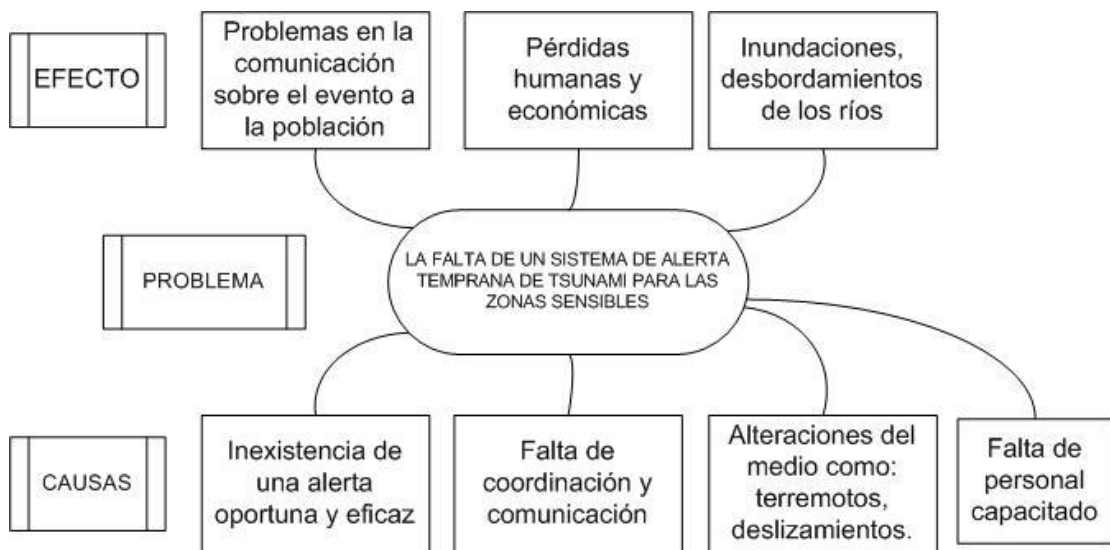 EFECTO
Problemas en la
comunicación
sobre el evento a
la población
Pérdidas
humanas y
económicas
Inundaciones,
desbordamientos
de los ríos
PROBLEMA
LA FALTA DE UN SISTEMA DE ALERTA
TEMPRANA DE TSUNAMI PARA LAS
ZONAS SENSIBLES
CAUSAS
Inexistencia de
una alerta
oportuna y eficaz
Falta de
coordinación y
comunicación
Alteraciones del
medio como:
terremotos,
deslizamientos.
Falta de
personal
capacitado